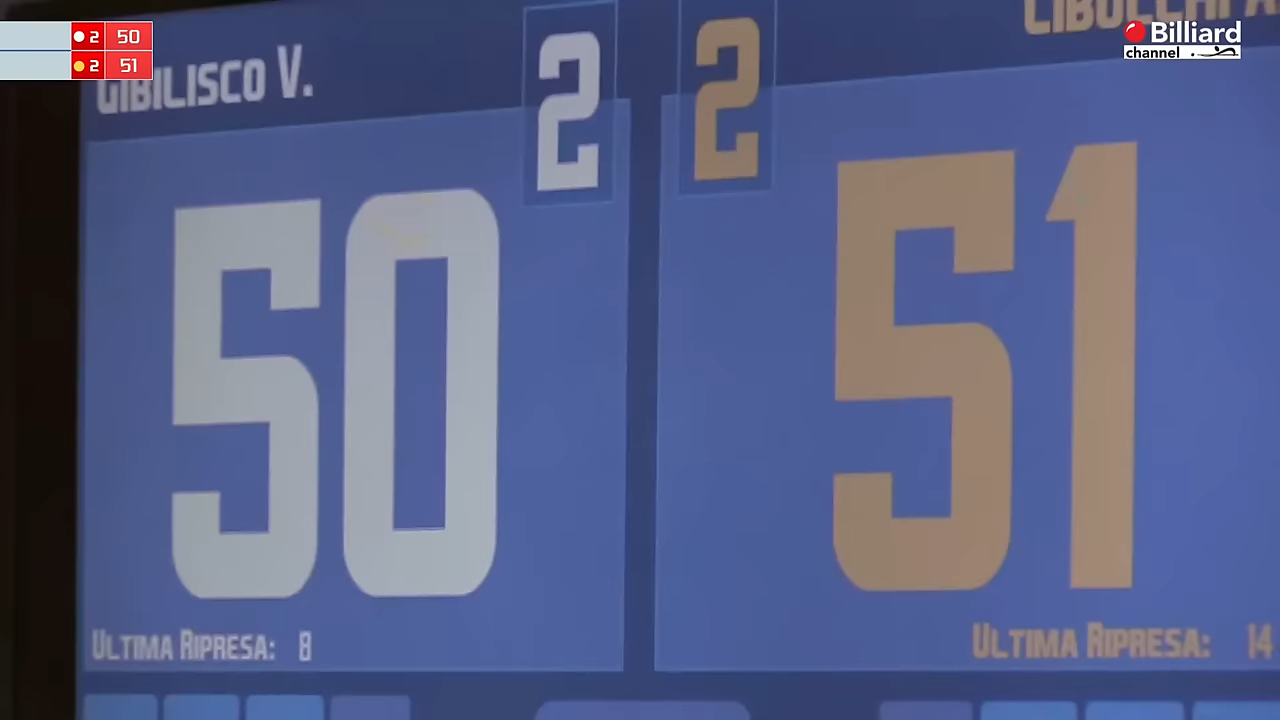 2 50
2 51
GIBILISCO V.
2
2
Billiard
channel
50
51
ULTIMA RIPRESA: 8
ULTIMA RIPRESA: 14